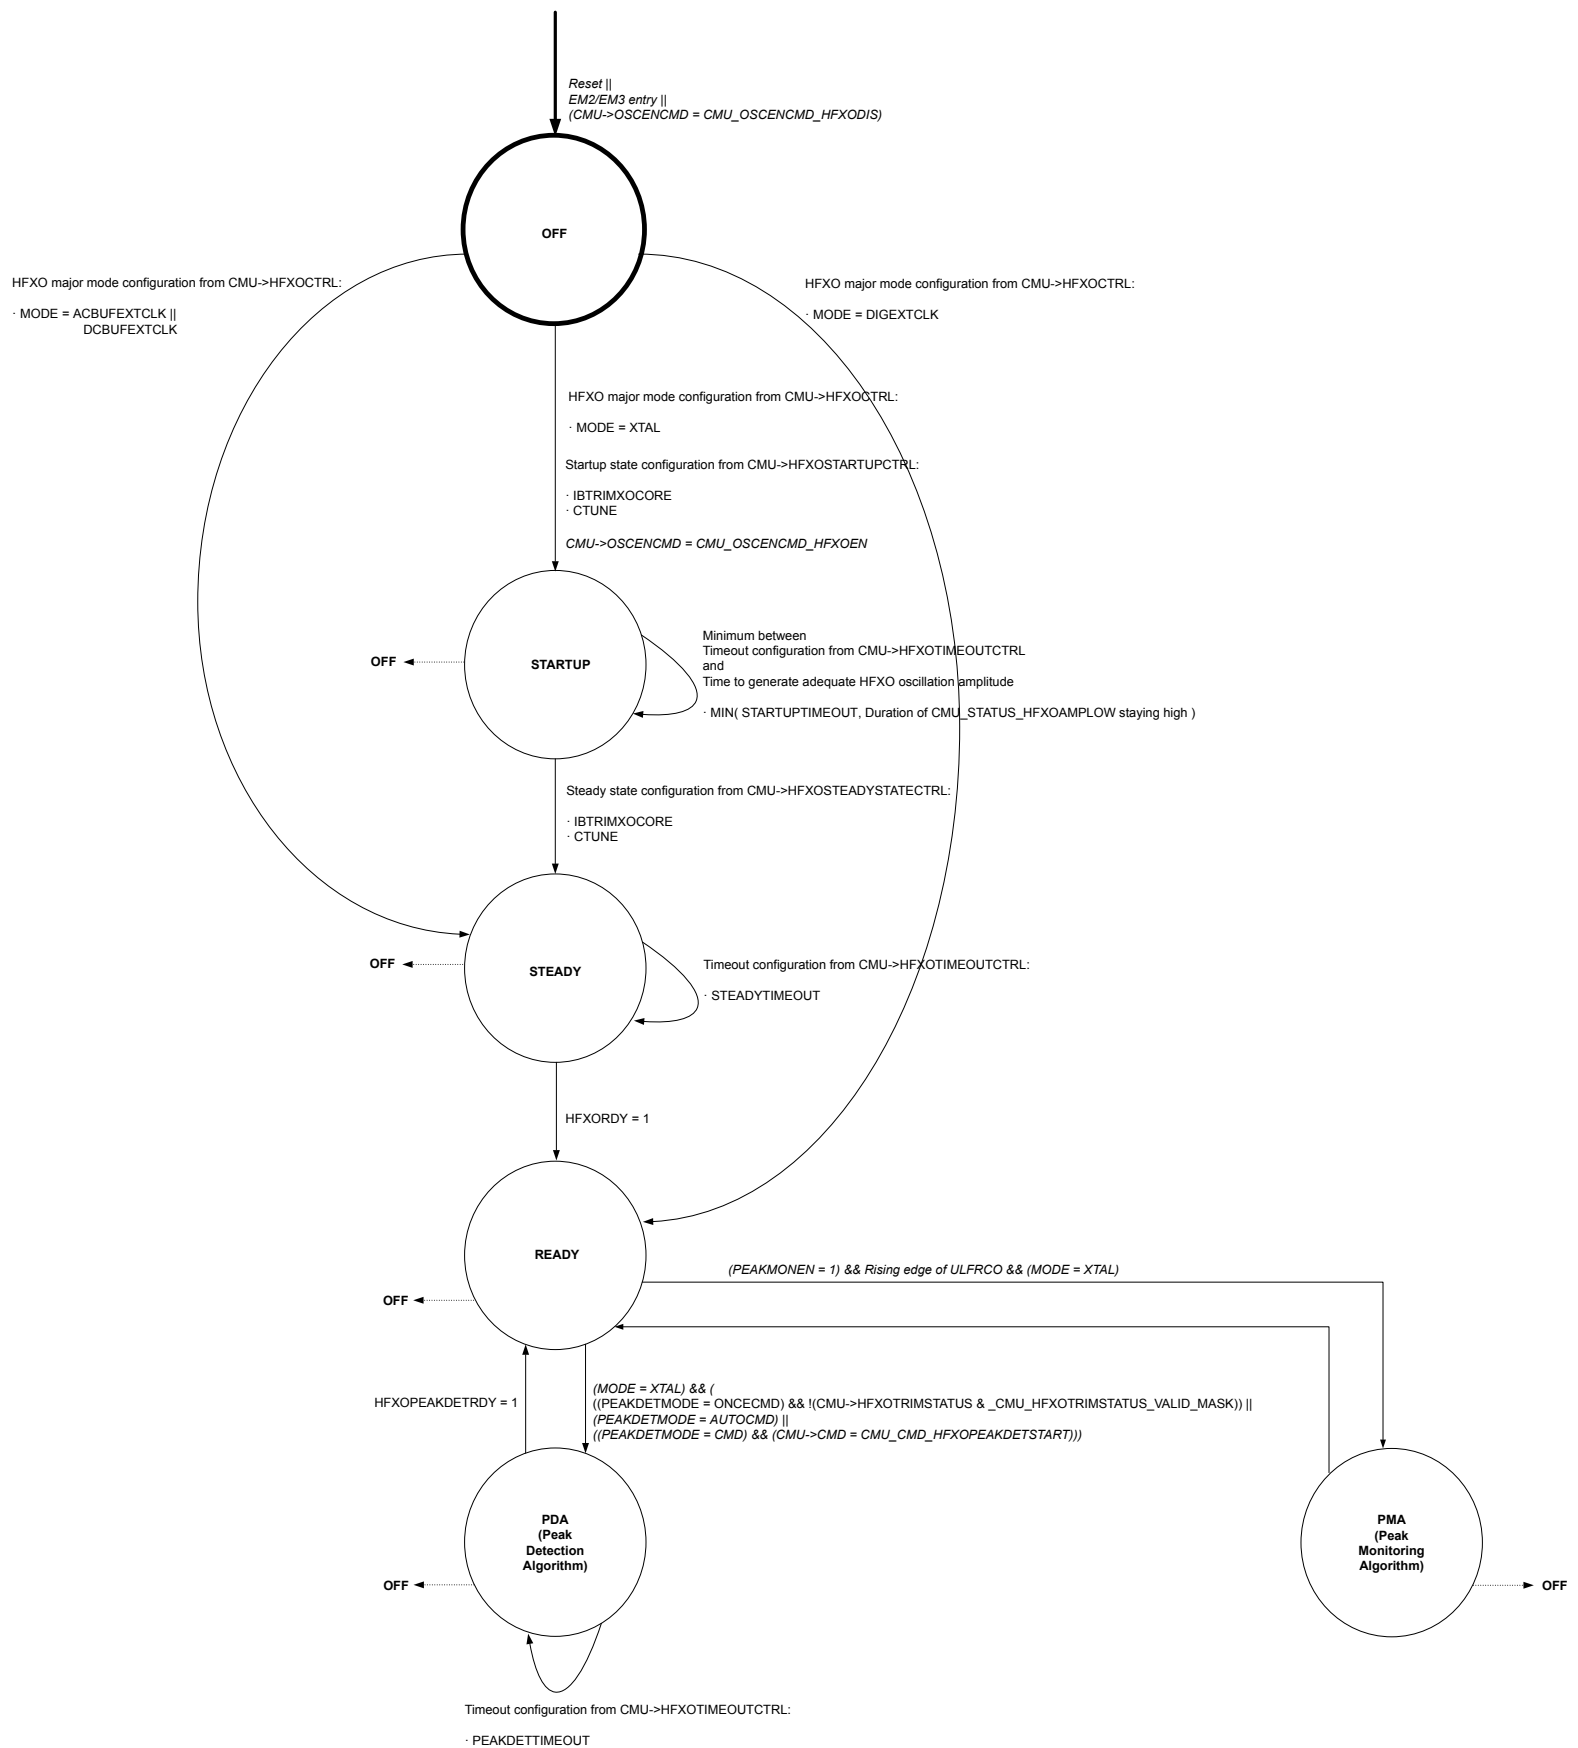 Reset ||
EM2/EM3 entry ||
(CMU->OSCENCMD = CMU_OSCENCMD_HFXODIS)
OFF
HFXO major mode configuration from CMU->HFXOCTRL:
· MODE = ACBUFEXTCLK ||
DCBUFEXTCLK
HFXO major mode configuration from CMU->HFXOCTRL:
· MODE = DIGEXTCLK
HFXO major mode configuration from CMU->HFXOCTRL:
· MODE = XTAL
Startup state configuration from CMU->HFXOSTARTUPCTRL:
· IBTRIMXOCORE
· CTUNE
CMU->OSCENCMD = CMU_OSCENCMD_HFXOEN
OFF
STARTUP
Minimum between
Timeout configuration from CMU->HFXOTIMEOUTCTRL
and
Time to generate adequate HFXO oscillation amplitude
· MIN( STARTUPTIMEOUT, Duration of CMU_STATUS_HFXOAMPLOW staying high )
Steady state configuration from CMU->HFXOSTEADYSTATECTRL:
· IBTRIMXOCORE
· CTUNE
OFF
STEADY
Timeout configuration from CMU->HFXOTIMEOUTCTRL:
· STEADYTIMEOUT
HFXORDY = 1
READY
OFF
(PEAKMONEN = 1) && Rising edge of ULFRCO && (MODE = XTAL)
HFXOPEAKDETRDY = 1
(MODE = XTAL) && (
((PEAKDETMODE = ONCECMD) && !(CMU->HFXOTRIMSTATUS & _CMU_HFXOTRIMSTATUS_VALID_MASK)) ||
(PEAKDETMODE = AUTOCMD) ||
((PEAKDETMODE = CMD) && (CMU->CMD = CMU_CMD_HFXOPEAKDETSTART)))
PDA
(Peak
Detection
Algorithm)
OFF
PMA
(Peak
Monitoring
Algorithm)
OFF
Timeout configuration from CMU->HFXOTIMEOUTCTRL:
· PEAKDETTIMEOUT